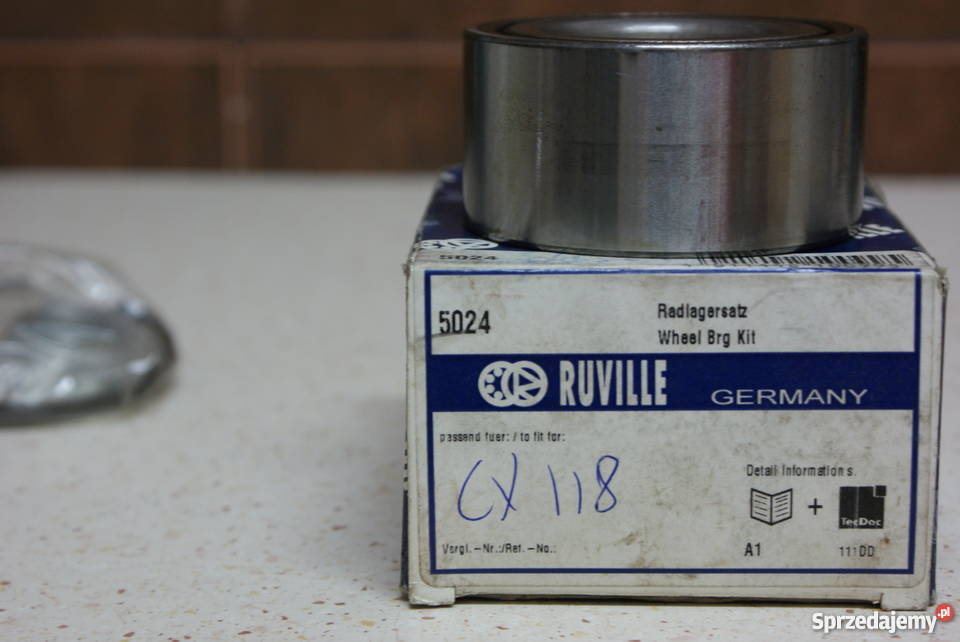 5024
5024
Radlagersatz
Wheel Brg Kit
RUVILLE GERMANY
passend fuer: / to fit for:
CX 118
Detail Informations
+
TecDoc
Vergl.-Nr.:/Ref.-No.:
A1
Sprzedajemy.pl